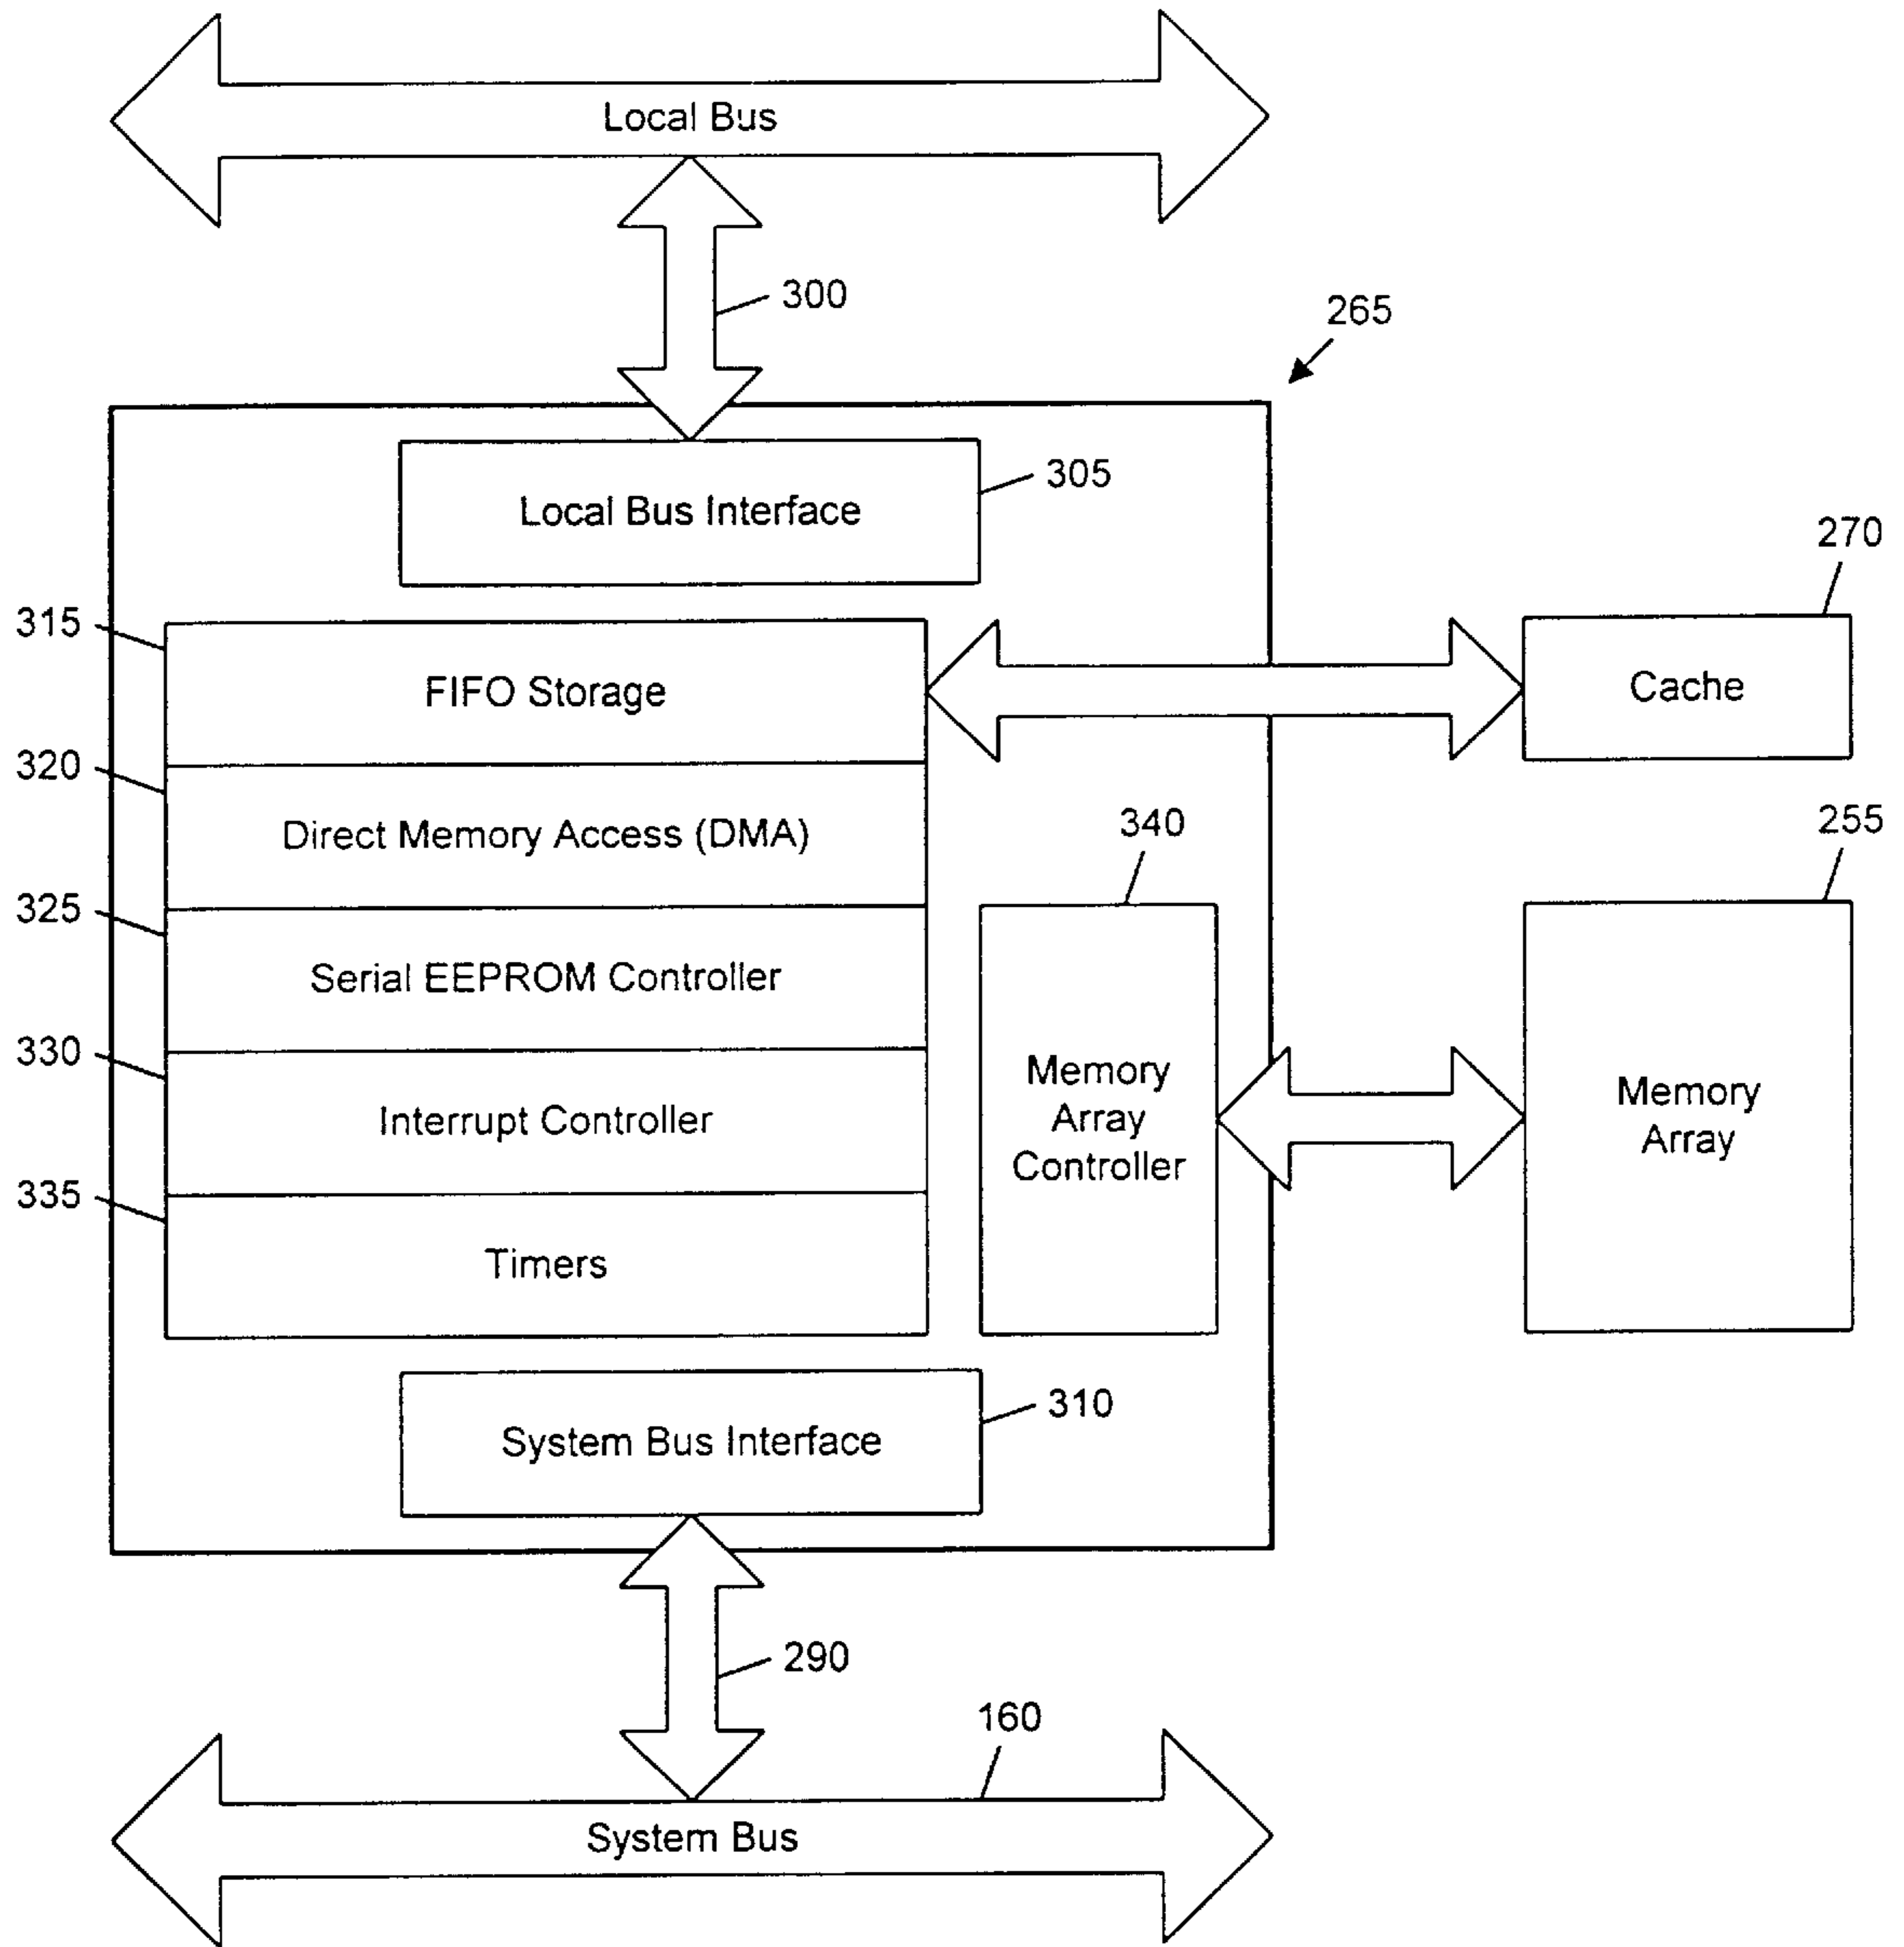 Local Bus
300
265
Local Bus Interface
305
270
315
FIFO Storage
Cache
320
Direct Memory Access (DMA)
340
255
325
Serial EEPROM Controller
330
Interrupt Controller
Memory
Array
Controller
Memory
Array
335
Timers
310
System Bus Interface
290
160
System Bus